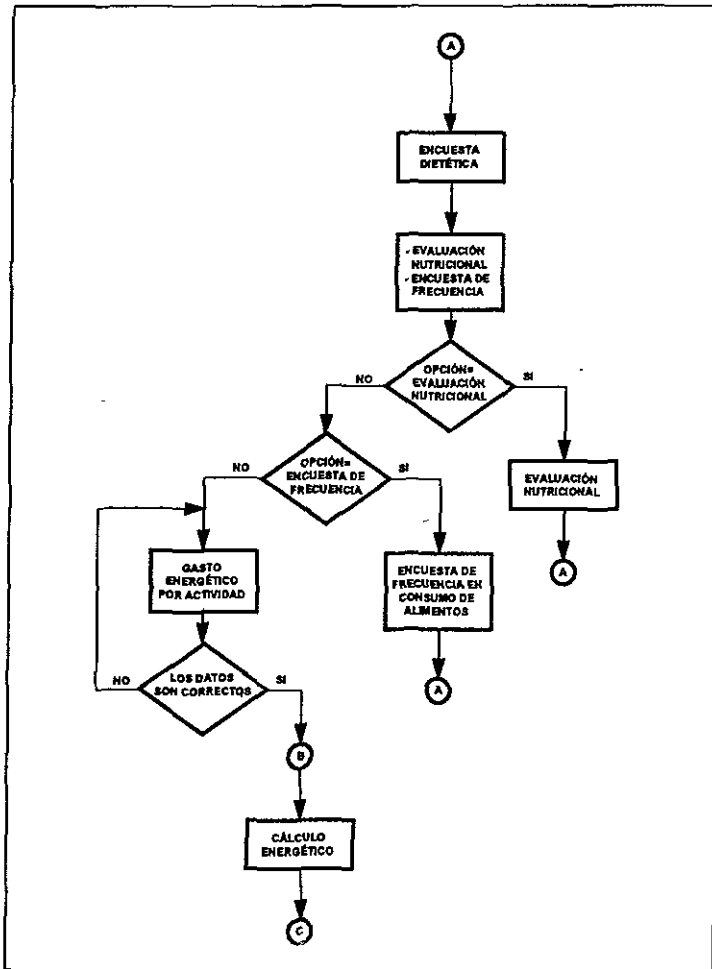 A
ENCUESTA
DIETÉTICA
- EVALUACIÓN
NUTRICIONAL
- ENCUESTA DE
FRECUENCIA
OPCIÓN=
EVALUACIÓN
NUTRICIONAL
NO
SI
OPCIÓN=
ENCUESTA DE
FRECUENCIA
NO
SI
EVALUACIÓN
NUTRICIONAL
A
GASTO
ENERGÉTICO
POR ACTIVIDAD
ENCUESTA DE
FRECUENCIA EN
CONSUMO DE
ALIMENTOS
A
LOS DATOS
SON CORRECTOS
NO
SI
B
CÁLCULO
ENERGÉTICO
C